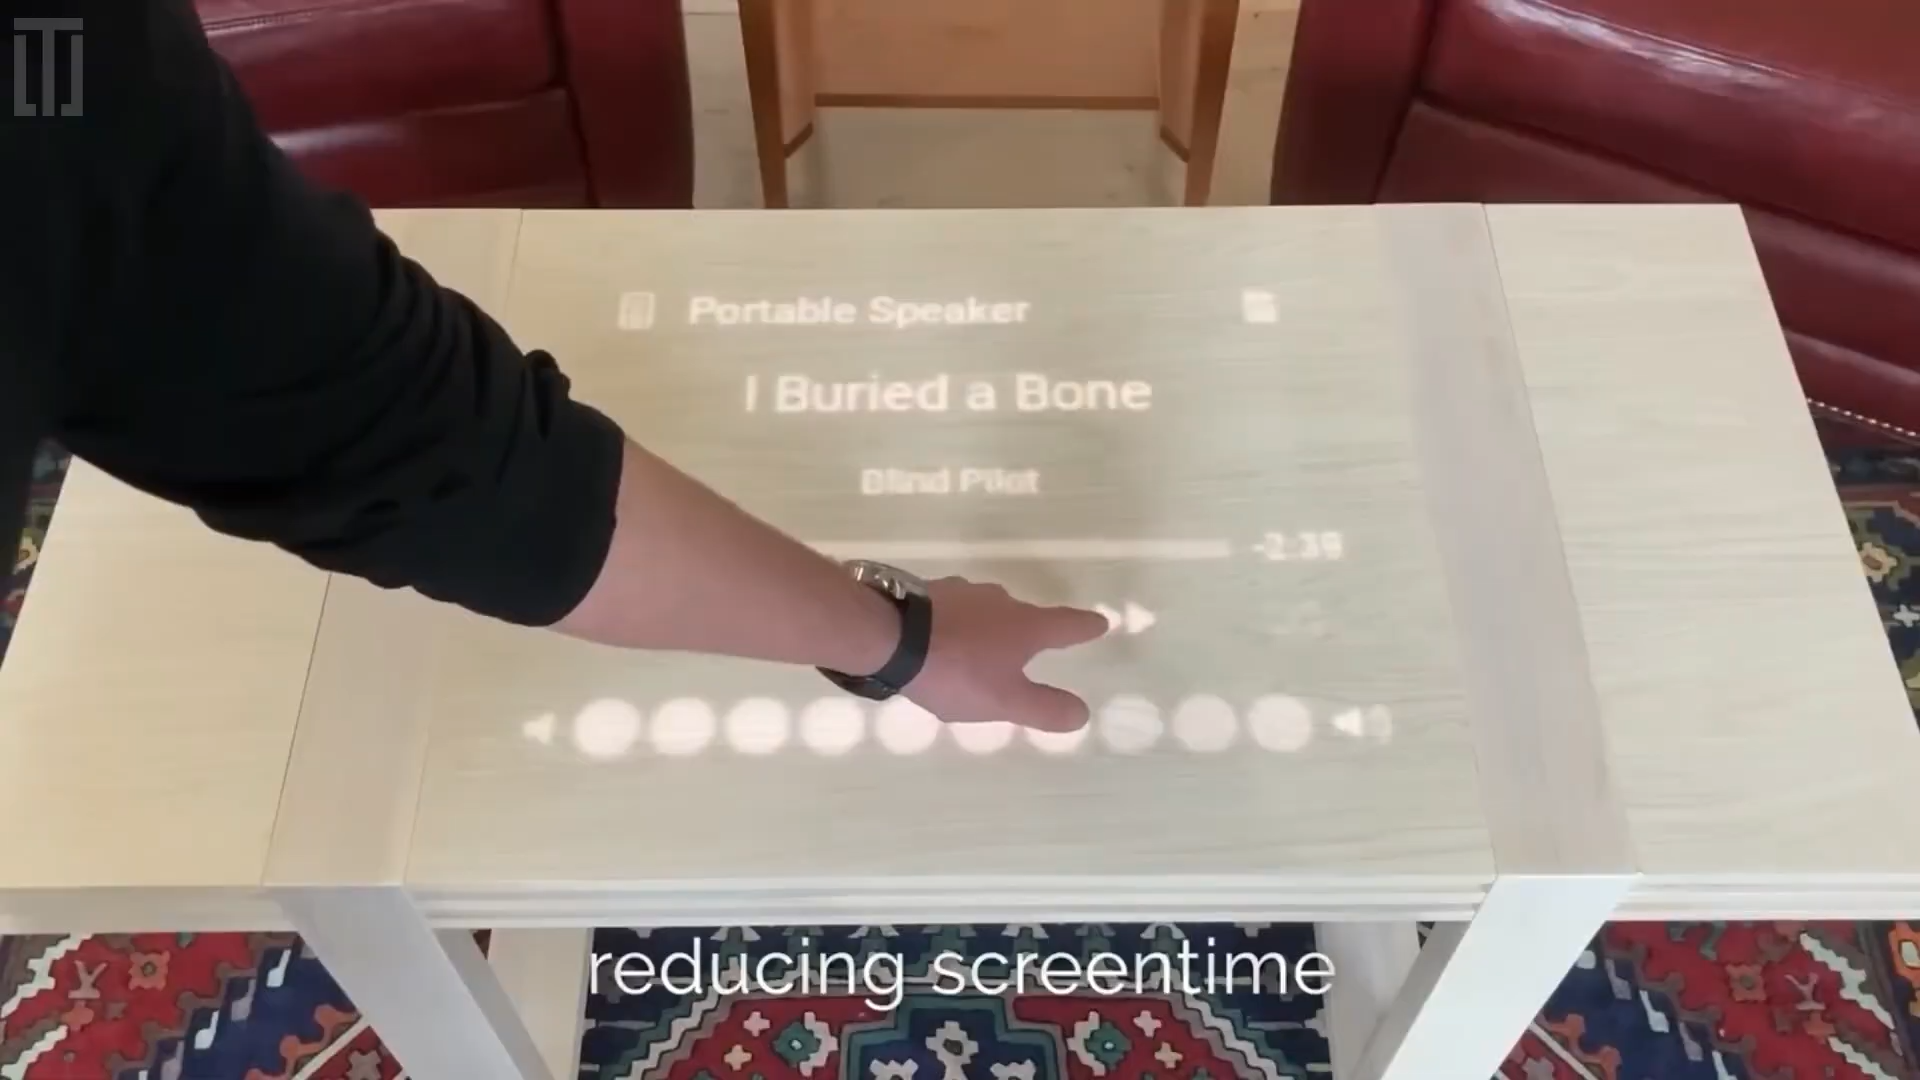 Portable Speaker
I Buried a Bone
Blind Pilot
-2:39
reducing screentime